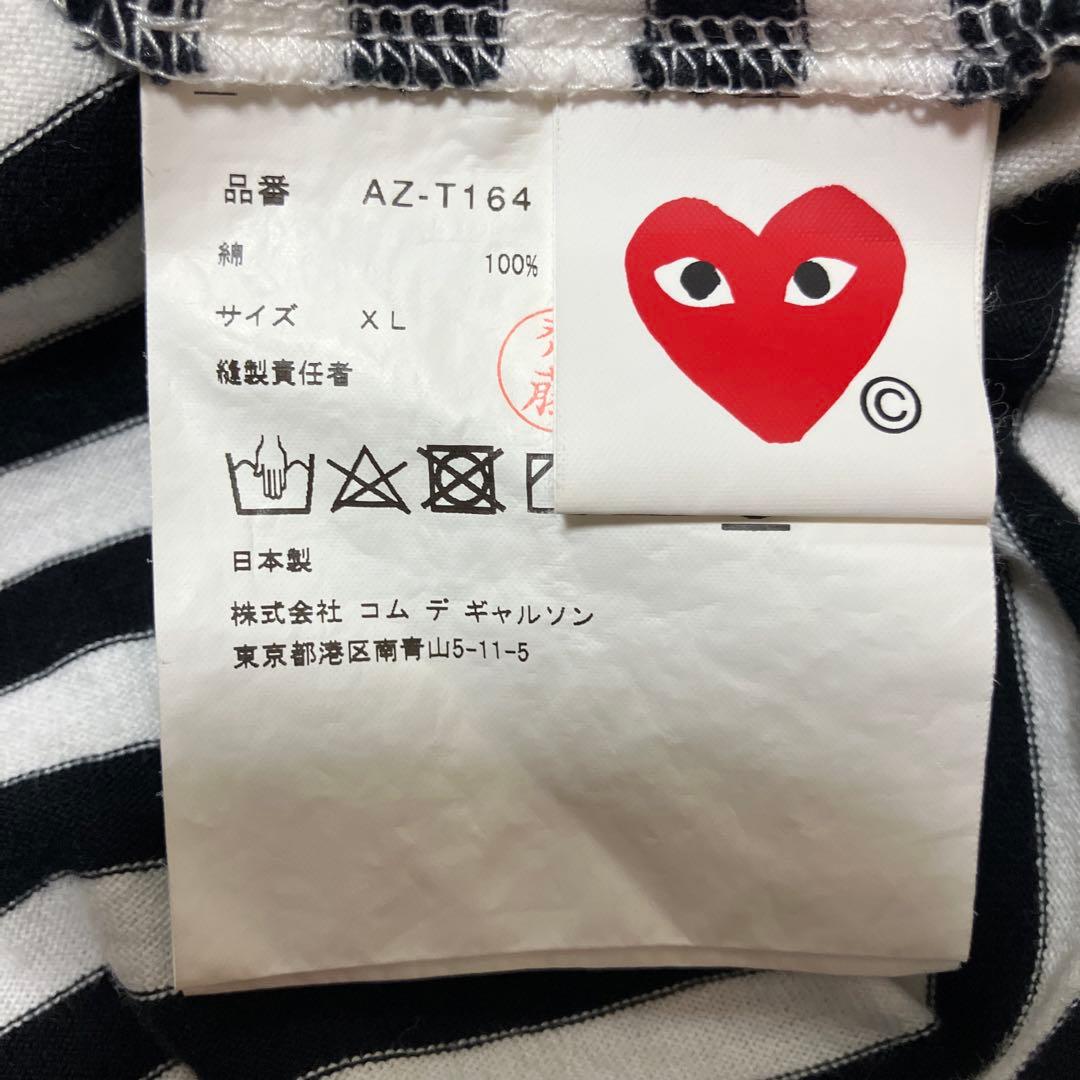 品番 AZ-T164
綿 100%
サイズ XL
縫製責任者
日本製
株式会社 コム デ ギャルソン
東京都港区南青山5-11-5
©